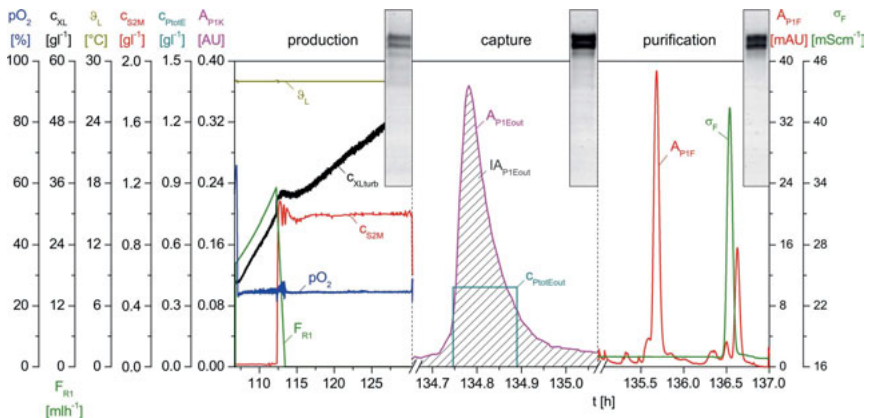 pO2 cXL ϑL cS2M cPtotE AP1K AP1F σF
[%] [gl-1] [°C] [gl-1] [gl-1] [AU] production capture purification [mAU] [mScm-1]
100 60 30 2.0 1.5 0.40 40 46
ϑL
80 48 24 1.6 1.2 0.32 AP1Eout σF 32 40
IAP1Eout AP1F
cXLturb
60 36 18 1.2 0.9 0.24 24 34
cS2M
40 24 12 0.8 0.6 0.16 16 28
pO2 cPtotEout
20 12 6 0.4 0.3 0.08 8 22
FR1
0 0 0 0.0 0.0 0.00 0 16
110 115 120 125 134.7 134.8 134.9 135.0 135.5 136.0 136.5 137.0
FR1 t [h]
[mlh-1]